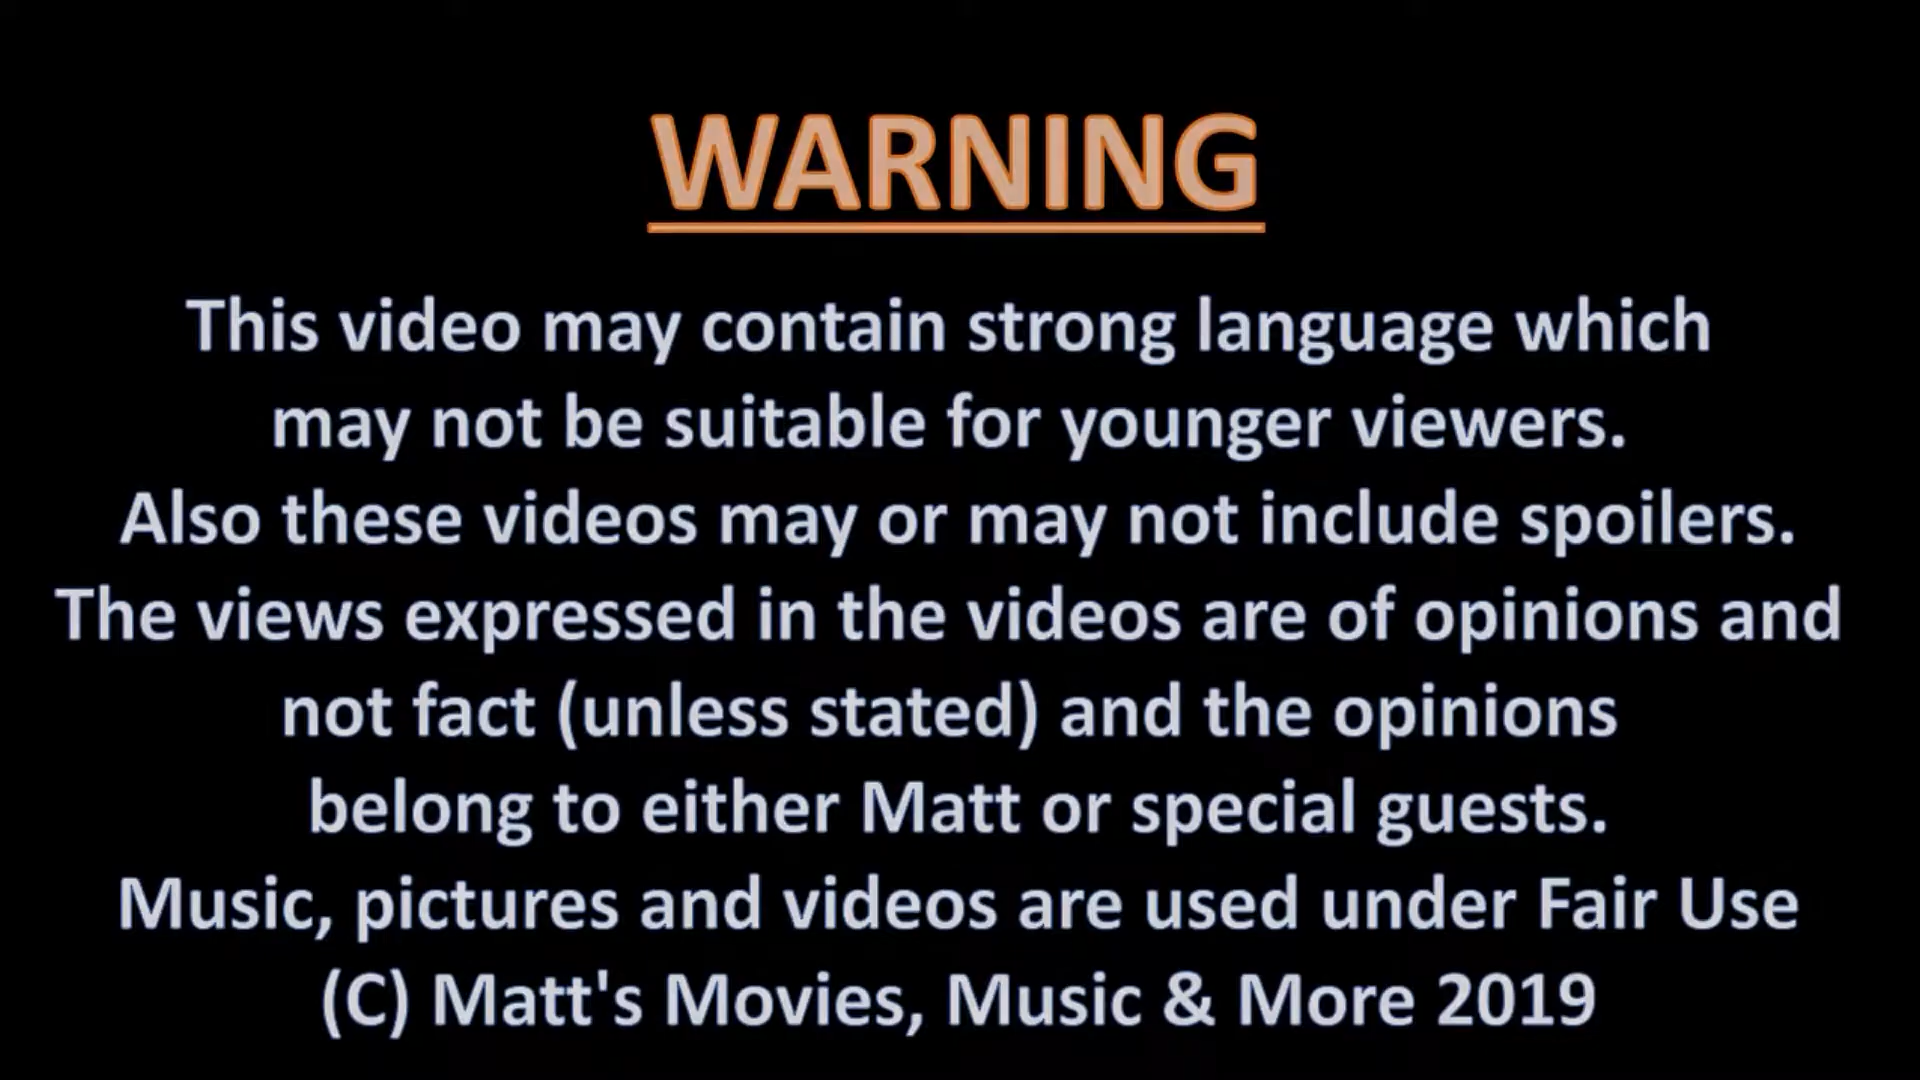 WARNING
This video may contain strong language which
may not be suitable for younger viewers.
Also these videos may or may not include spoilers.
The views expressed in the videos are of opinions and
not fact (unless stated) and the opinions
belong to either Matt or special guests.
Music, pictures and videos are used under Fair Use
(C) Matt's Movies, Music & More 2019